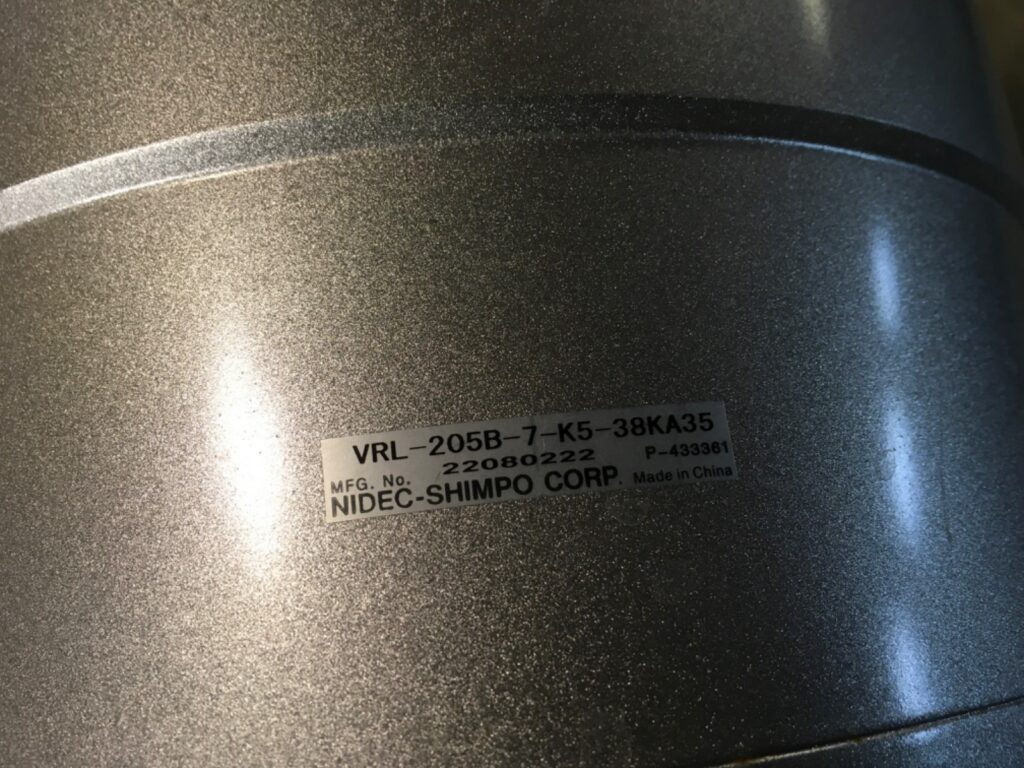 VRL-205B-7-K5-38KA35
MFG. No. 22080222 P-433361
NIDEC-SHIMPO CORP. Made in China